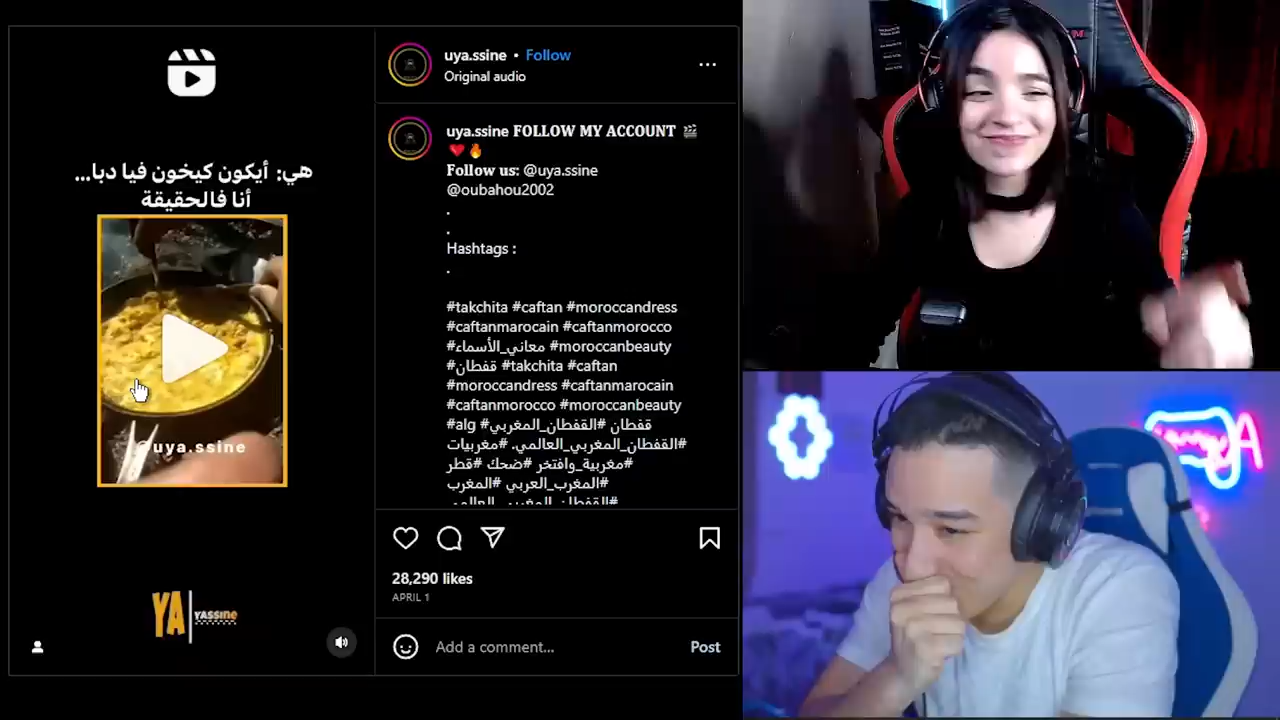 هي: أيكون كيخون فيا دبا...
أنا فالحقيقة
@uya.ssine
YA YASSINE
uya.ssine • Follow
Original audio
uya.ssine FOLLOW MY ACCOUNT 🎬
❤️🔥
Follow us: @uya.ssine
@oubahou2002
.
.
Hashtags :
.
#takchita #caftan #moroccandress
#caftanmarocain #caftanmorocco
#معاني_الأسماء #moroccanbeauty
#قفطان #takchita #caftan
#moroccandress #caftanmarocain
#caftanmorocco #moroccanbeauty
#alg #قفطان #القفطان_المغربي
#القفطان_المغربي_العالمي. #مغربيات
#مغربية_وافتخر #ضحك #قطر
#المغرب_العربي #المغرب
#القفطان_المغربي_العالمي
28,290 likes
APRIL 1
Add a comment...
Post